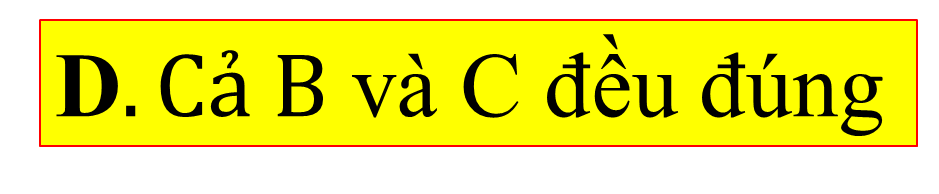 D. Cả B và C đều đúng